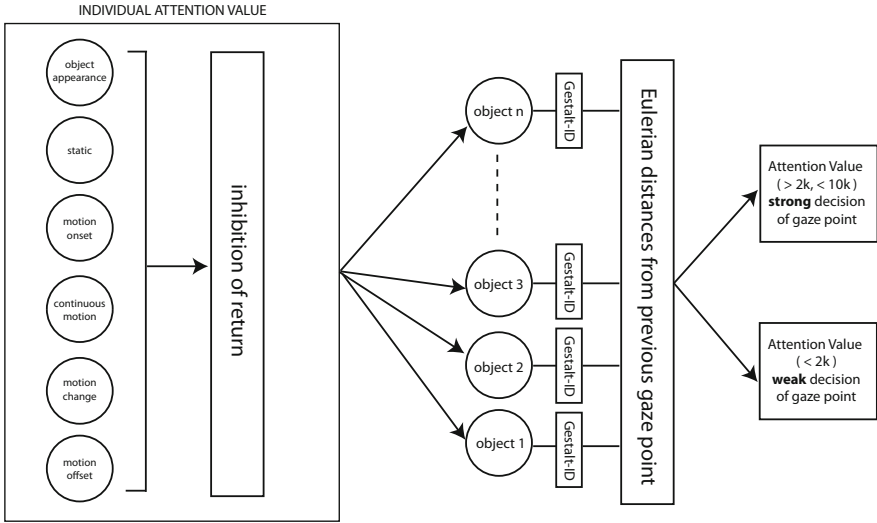 INDIVIDUAL ATTENTION VALUE
object
appearance
static
motion
onset
continuous
motion
motion
change
motion
offset
inhibition of return
object n
Gestalt-ID
object 3
Gestalt-ID
object 2
Gestalt-ID
object 1
Gestalt-ID
Eulerian distances from previous gaze point
Attention Value
( > 2k, < 10k )
strong decision
of gaze point
Attention Value
( < 2k )
weak decision
of gaze point